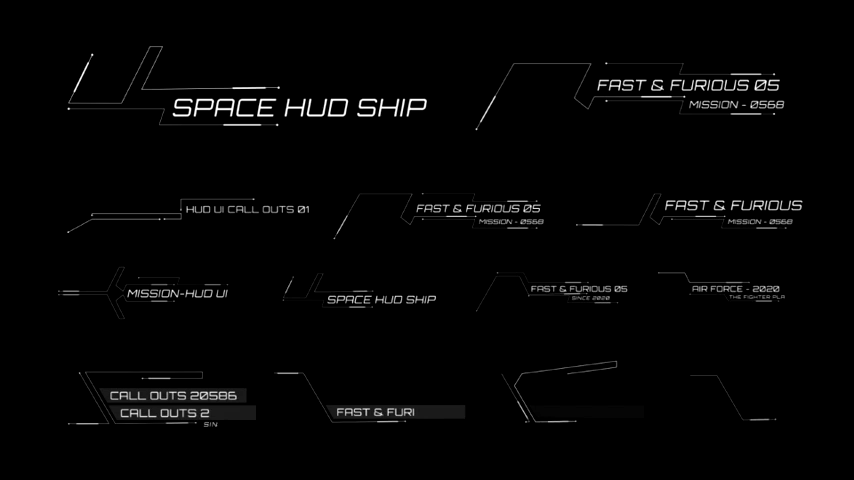 SPACE HUD SHIP
FAST & FURIOUS 05
MISSION - 0568
HUD UI CALL OUTS 01
FAST & FURIOUS 05
MISSION - 0568
FAST & FURIOUS
MISSION - 0568
MISSION-HUD UI
SPACE HUD SHIP
FAST & FURIOUS 05
SINCE 2020
AIR FORCE - 2020
THE FIGHTER PLA
CALL OUTS 20586
CALL OUTS 2
SIN
FAST & FURI